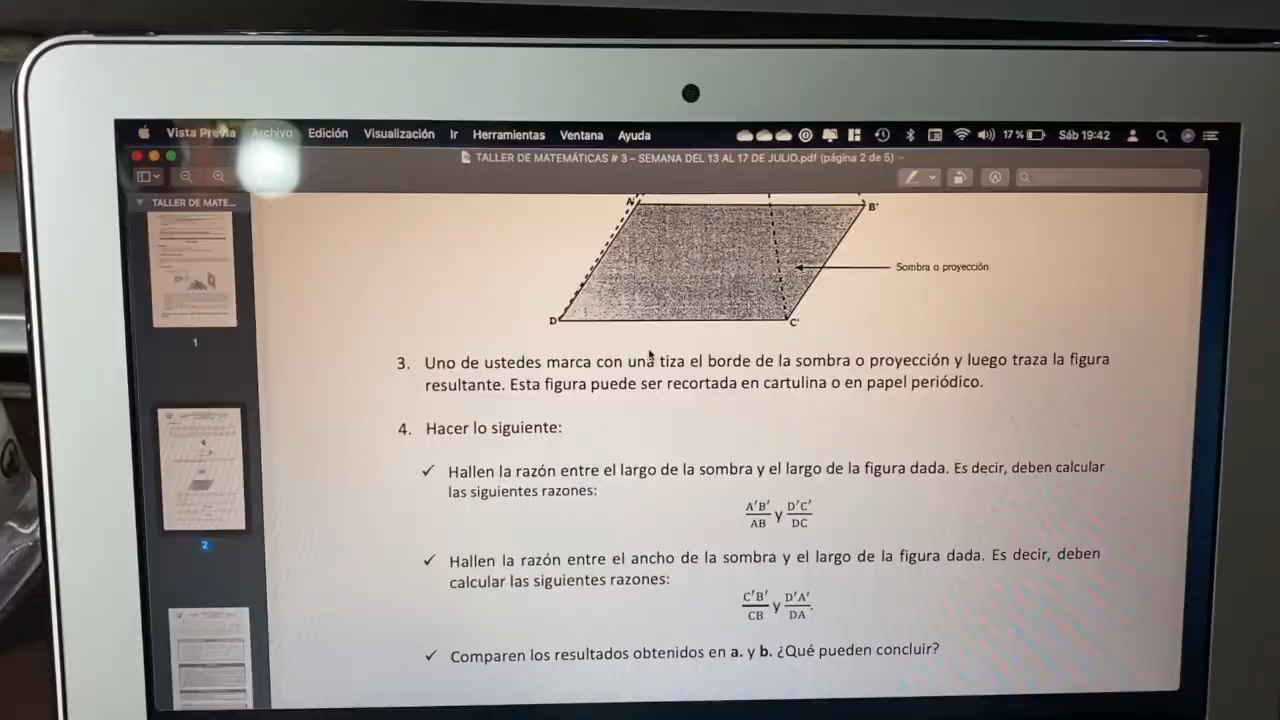 Vista Previa Archivo Edición Visualización Ir Herramientas Ventana Ayuda 17 % Sáb 19:42
TALLER DE MATEMÁTICAS # 3 – SEMANA DEL 13 AL 17 DE JULIO.pdf (página 2 de 5)
TALLER DE MATE...
1
2
A'
B'
Sombra o proyección
D'
C'
3. Uno de ustedes marca con una tiza el borde de la sombra o proyección y luego traza la figura
resultante. Esta figura puede ser recortada en cartulina o en papel periódico.
4. Hacer lo siguiente:
✓ Hallen la razón entre el largo de la sombra y el largo de la figura dada. Es decir, deben calcular
las siguientes razones:
A′B′/AB y D′C′/DC
✓ Hallen la razón entre el ancho de la sombra y el largo de la figura dada. Es decir, deben
calcular las siguientes razones:
C′B′/CB y D′A′/DA.
✓ Comparen los resultados obtenidos en a. y b. ¿Qué pueden concluir?